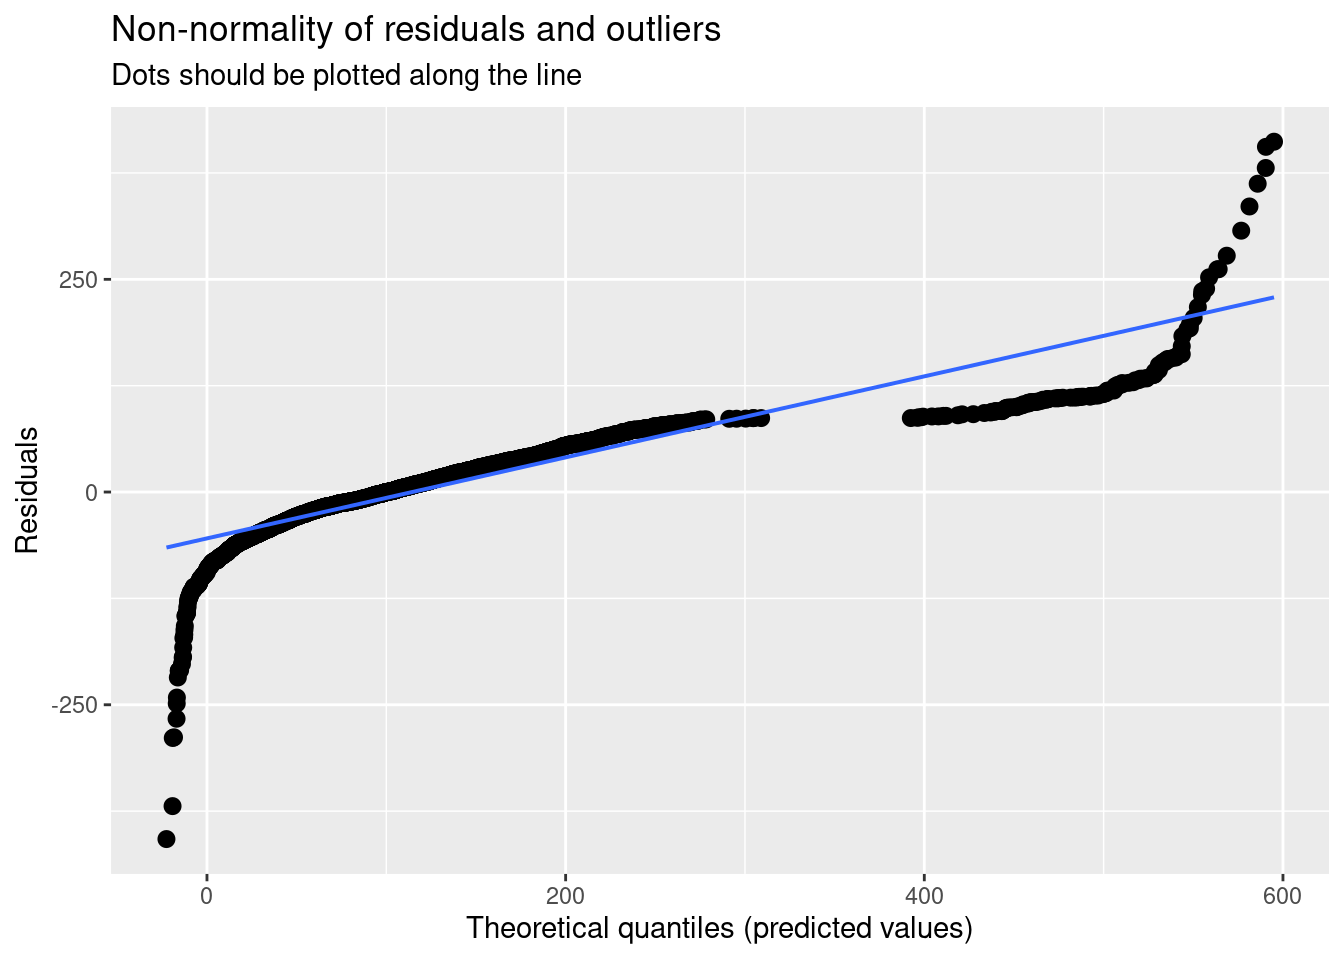 Non-normality of residuals and outliers
Dots should be plotted along the line
Residuals
250
0
-250
0 200 400 600
Theoretical quantiles (predicted values)